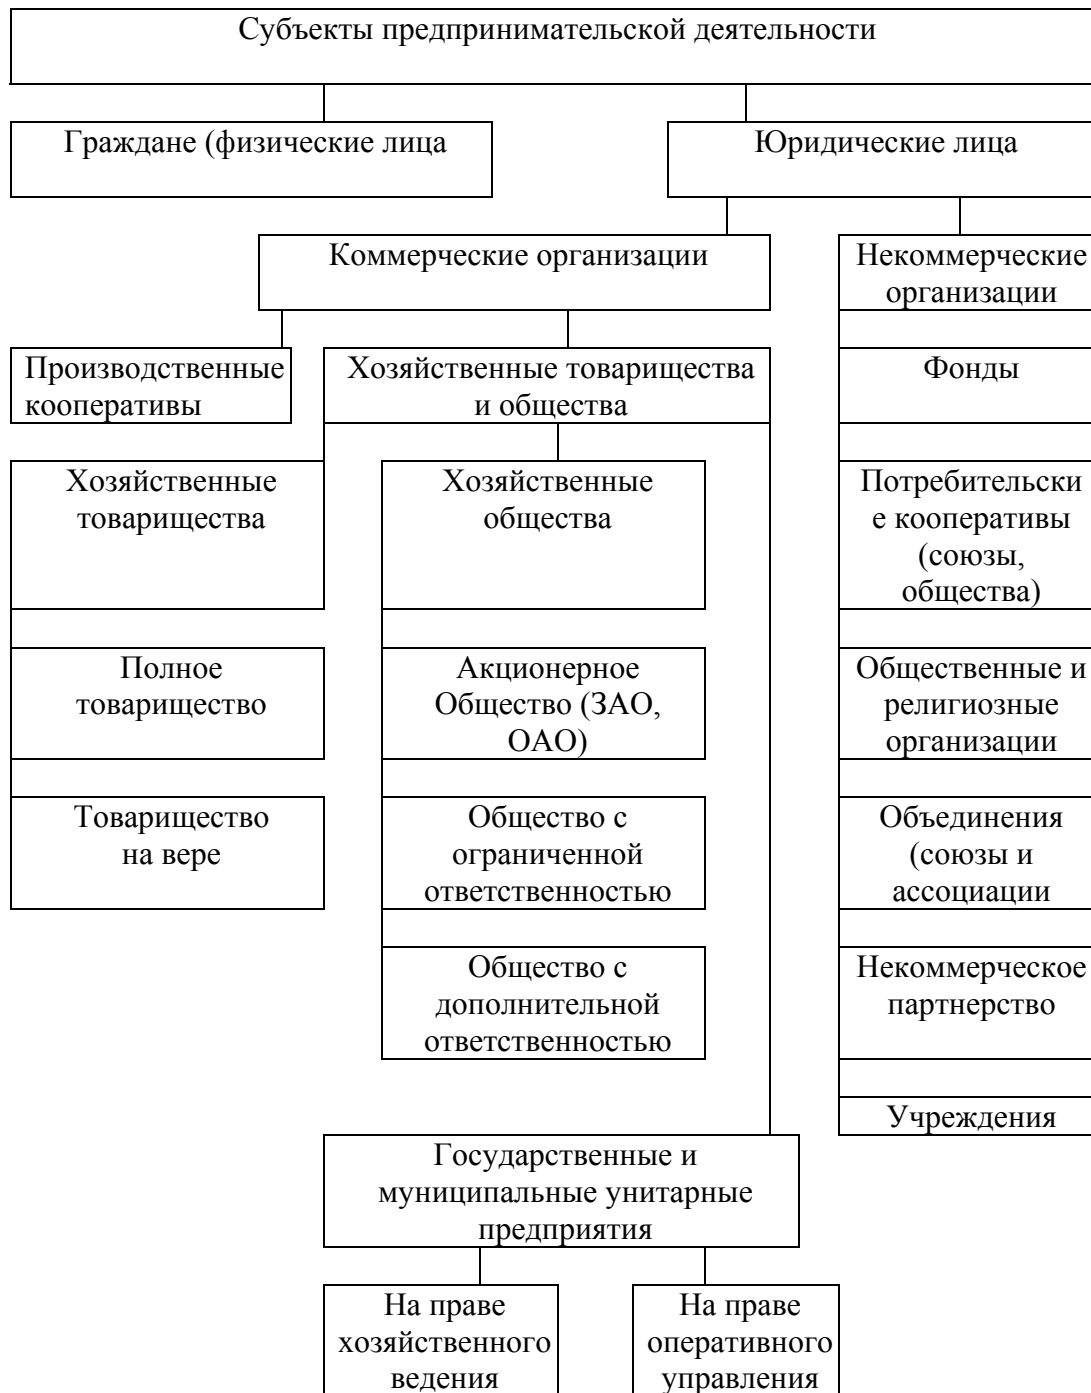 Субъекты предпринимательской деятельности
Граждане (физические лица
Юридические лица
Коммерческие организации
Некоммерческие
организации
Производственные
кооперативы
Хозяйственные товарищества
и общества
Фонды
Хозяйственные
товарищества
Хозяйственные
общества
Потребительски
е кооперативы
(союзы,
общества)
Полное
товарищество
Акционерное
Общество (ЗАО,
ОАО)
Общественные и
религиозные
организации
Товарищество
на вере
Общество с
ограниченной
ответственностью
Объединения
(союзы и
ассоциации
Общество с
дополнительной
ответственностью
Некоммерческое
партнерство
Учреждения
Государственные и
муниципальные унитарные
предприятия
На праве
хозяйственного
ведения
На праве
оперативного
управления